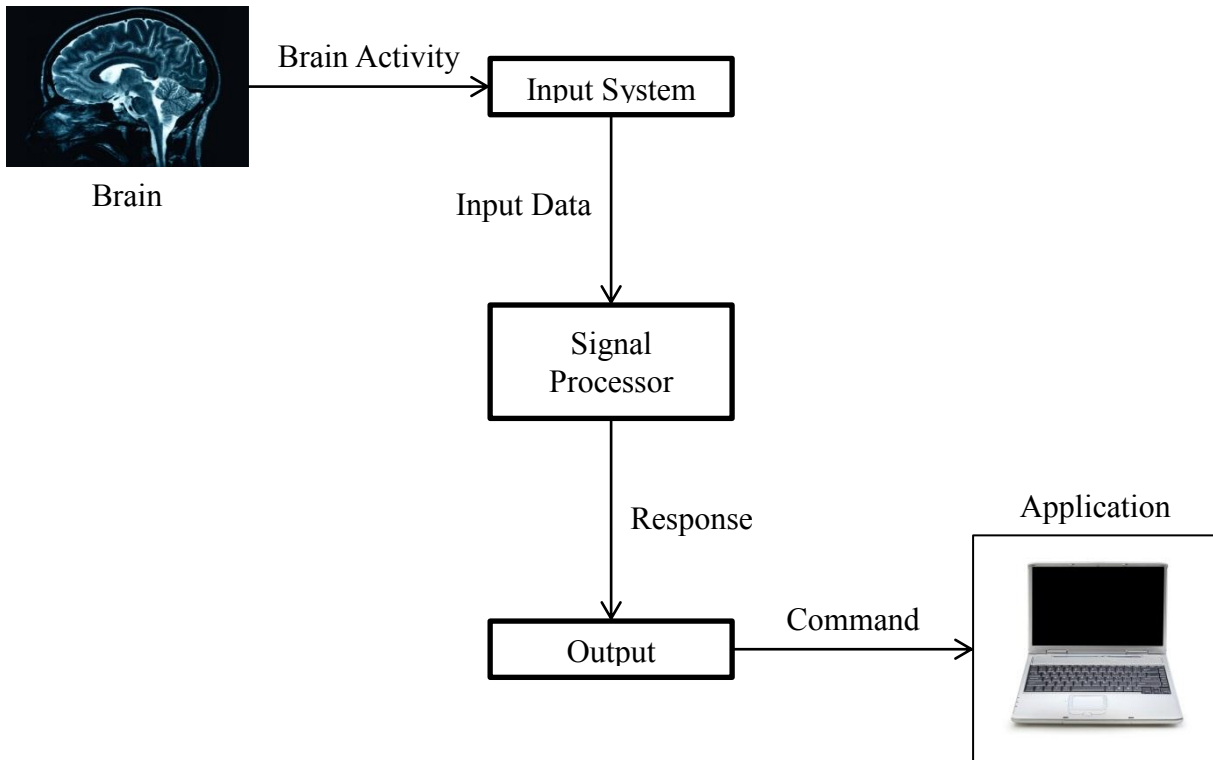 Brain Activity
Input System
Brain
Input Data
Signal
Processor
Response
Application
Command
Output